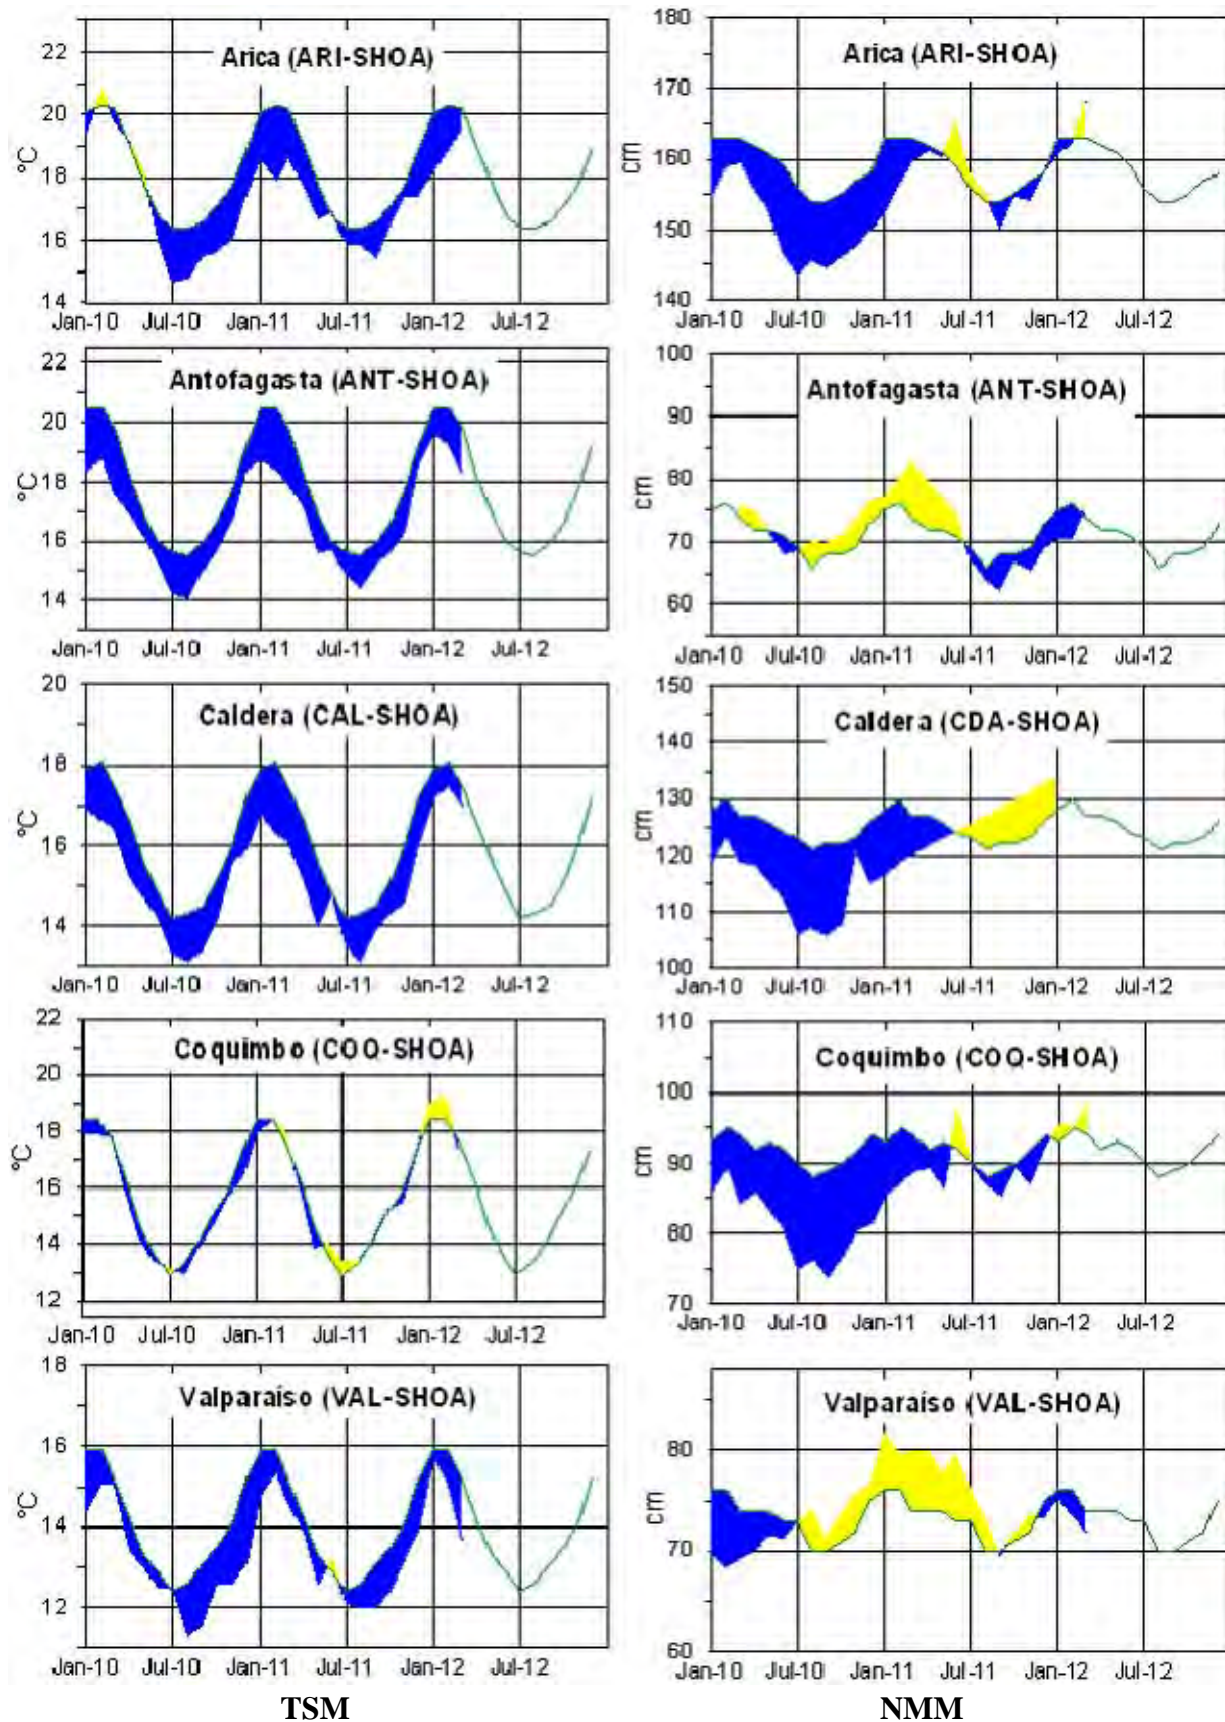 Arica (ARI-SHOA)
°C
22
20
18
16
14
Jan-10 Jul-10 Jan-11 Jul-11 Jan-12 Jul-12
Arica (ARI-SHOA)
cm
180
170
160
150
140
Jan-10 Jul-10 Jan-11 Jul-11 Jan-12 Jul-12
Antofagasta (ANT-SHOA)
°C
22
20
18
16
14
Jan-10 Jul-10 Jan-11 Jul-11 Jan-12 Jul-12
Antofagasta (ANT-SHOA)
cm
100
90
80
70
60
Jan-10 Jul-10 Jan-11 Jul-11 Jan-12 Jul-12
Caldera (CAL-SHOA)
°C
20
18
16
14
Jan-10 Jul-10 Jan-11 Jul-11 Jan-12 Jul-12
Caldera (CDA-SHOA)
cm
150
140
130
120
110
100
Jan-10 Jul-10 Jan-11 Jul-11 Jan-12 Jul-12
Coquimbo (COQ-SHOA)
°C
22
20
18
16
14
12
Jan-10 Jul-10 Jan-11 Jul-11 Jan-12 Jul-12
Coquimbo (COQ-SHOA)
cm
110
100
90
80
70
Jan-10 Jul-10 Jan-11 Jul-11 Jan-12 Jul-12
Valparaíso (VAL-SHOA)
°C
18
16
14
12
Jan-10 Jul-10 Jan-11 Jul-11 Jan-12 Jul-12
Valparaíso (VAL-SHOA)
cm
80
70
60
Jan-10 Jul-10 Jan-11 Jul-11 Jan-12 Jul-12
TSM
NMM